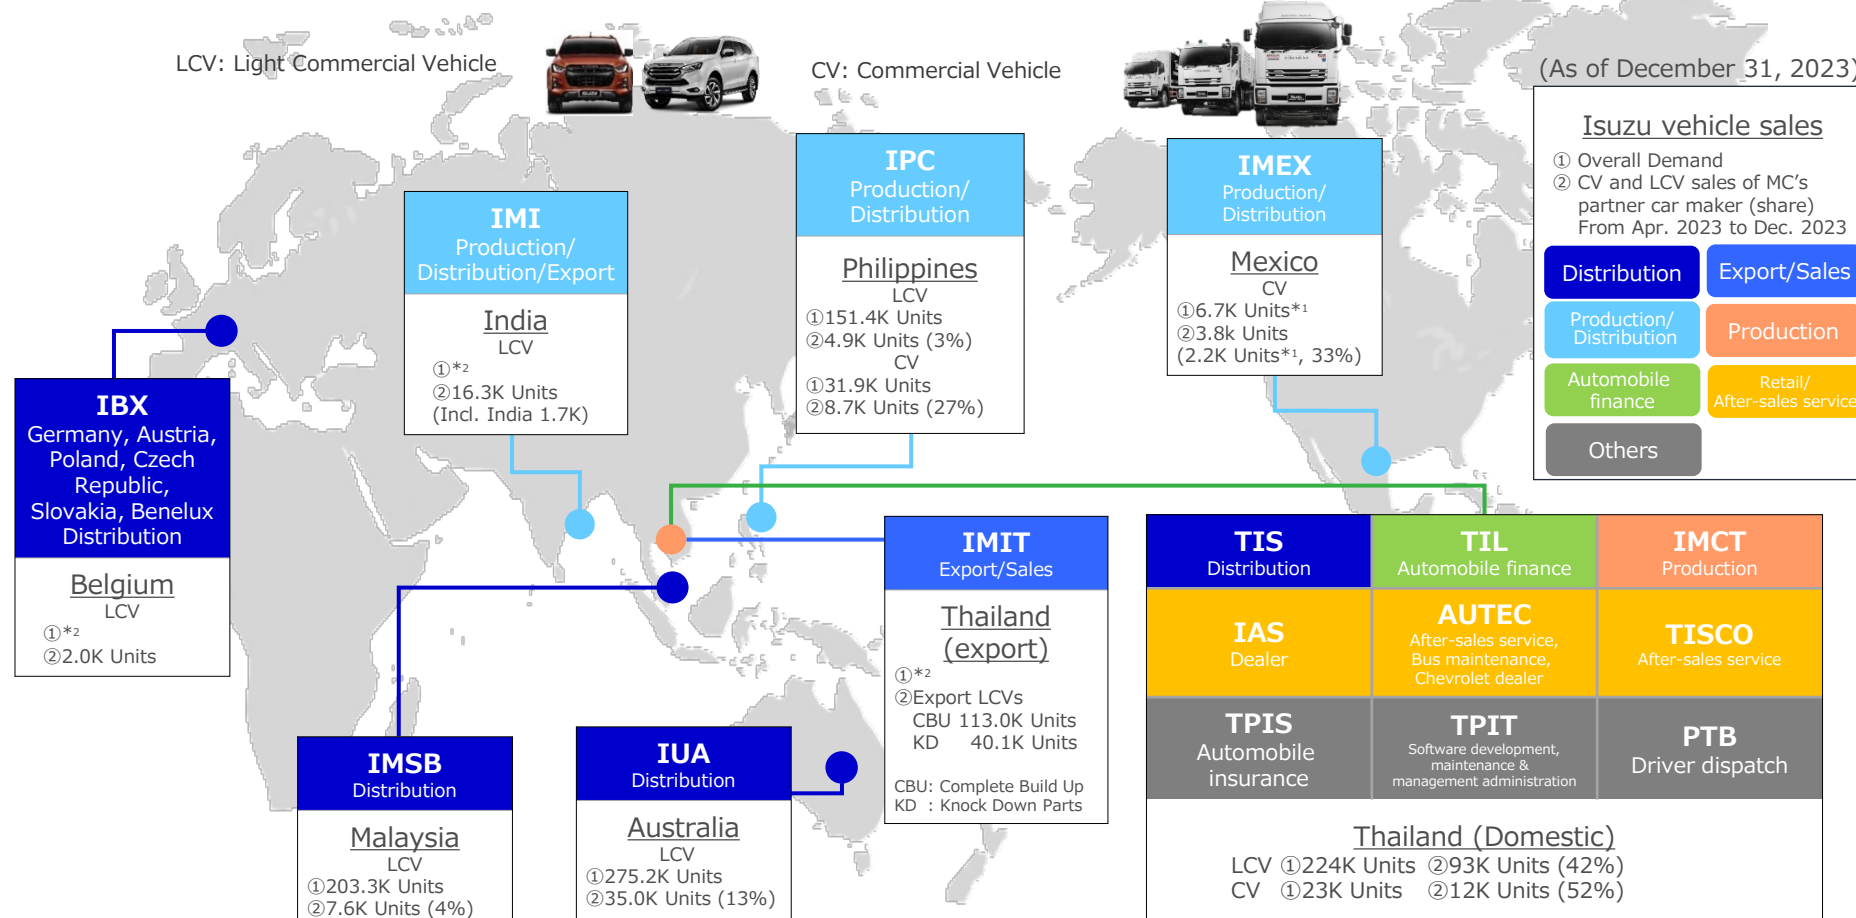 LCV: Light Commercial Vehicle
CV: Commercial Vehicle
(As of December 31, 2023)
Isuzu vehicle sales
① Overall Demand
② CV and LCV sales of MC's
partner car maker (share)
From Apr. 2023 to Dec. 2023
Distribution
Export/Sales
Production/
Distribution
Production
Automobile
finance
Retail/
After-sales service
Others
IPC
Production/
Distribution
Philippines
LCV
①151.4K Units
②4.9K Units (3%)
CV
①31.9K Units
②8.7K Units (27%)
IMEX
Production/
Distribution
Mexico
CV
①6.7K Units*1
②3.8k Units
(2.2K Units*1, 33%)
IMI
Production/
Distribution/Export
India
LCV
①*2
②16.3K Units
(Incl. India 1.7K)
IBX
Germany, Austria,
Poland, Czech
Republic,
Slovakia, Benelux
Distribution
Belgium
LCV
①*2
②2.0K Units
IMIT
Export/Sales
Thailand
(export)
①*2
②Export LCVs
CBU 113.0K Units
KD 40.1K Units
CBU: Complete Build Up
KD : Knock Down Parts
TIS
Distribution
TIL
Automobile finance
IMCT
Production
IAS
Dealer
AUTEC
After-sales service,
Bus maintenance,
Chevrolet dealer
TISCO
After-sales service
TPIS
Automobile
insurance
TPIT
Software development,
maintenance &
management administration
PTB
Driver dispatch
Thailand (Domestic)
LCV ①224K Units ②93K Units (42%)
CV ①23K Units ②12K Units (52%)
IMSB
Distribution
Malaysia
LCV
①203.3K Units
②7.6K Units (4%)
IUA
Distribution
Australia
LCV
①275.2K Units
②35.0K Units (13%)